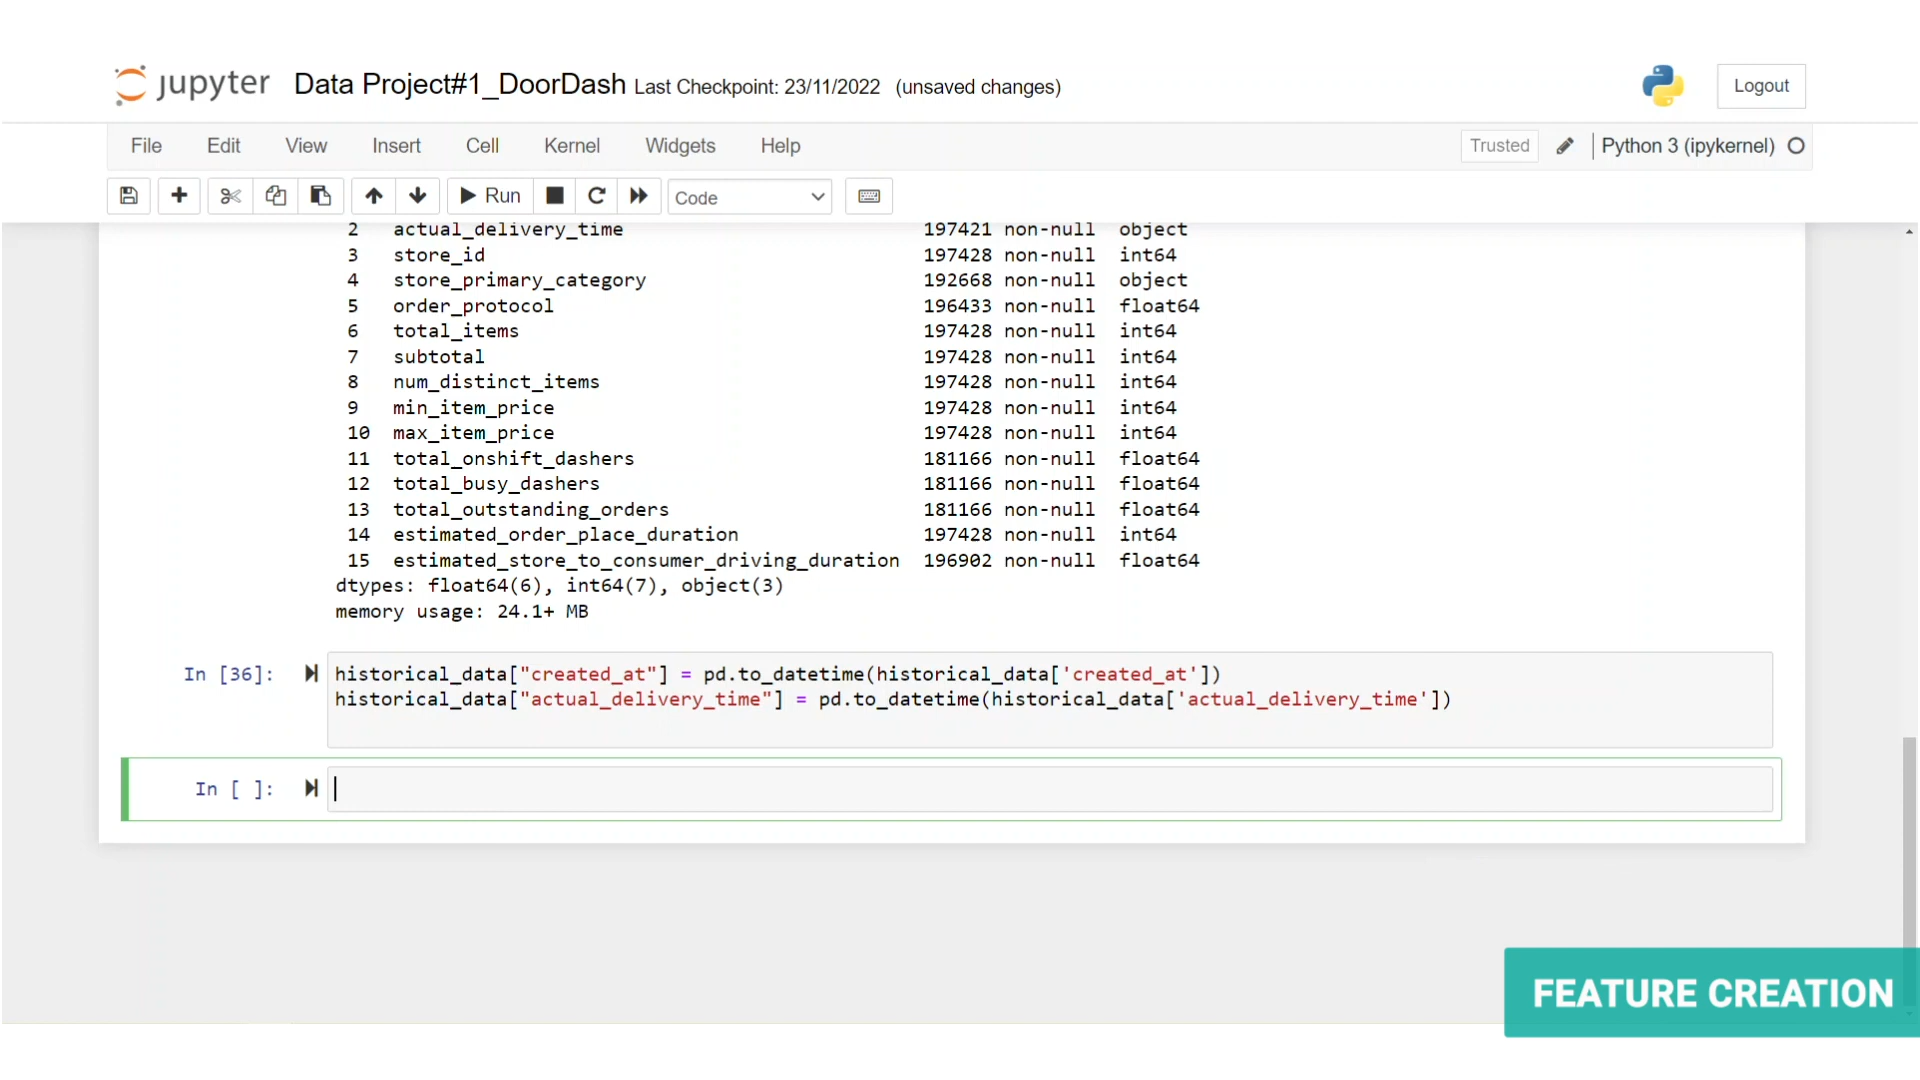 jupyter Data Project#1_DoorDash Last Checkpoint: 23/11/2022 (unsaved changes) Logout
File Edit View Insert Cell Kernel Widgets Help Trusted Python 3 (ipykernel)
Run Code
2 actual_delivery_time 197421 non-null object
3 store_id 197428 non-null int64
4 store_primary_category 192668 non-null object
5 order_protocol 196433 non-null float64
6 total_items 197428 non-null int64
7 subtotal 197428 non-null int64
8 num_distinct_items 197428 non-null int64
9 min_item_price 197428 non-null int64
10 max_item_price 197428 non-null int64
11 total_onshift_dashers 181166 non-null float64
12 total_busy_dashers 181166 non-null float64
13 total_outstanding_orders 181166 non-null float64
14 estimated_order_place_duration 197428 non-null int64
15 estimated_store_to_consumer_driving_duration 196902 non-null float64
dtypes: float64(6), int64(7), object(3)
memory usage: 24.1+ MB
In [36]: historical_data["created_at"] = pd.to_datetime(historical_data['created_at'])
historical_data["actual_delivery_time"] = pd.to_datetime(historical_data['actual_delivery_time'])
In [ ]:
FEATURE CREATION